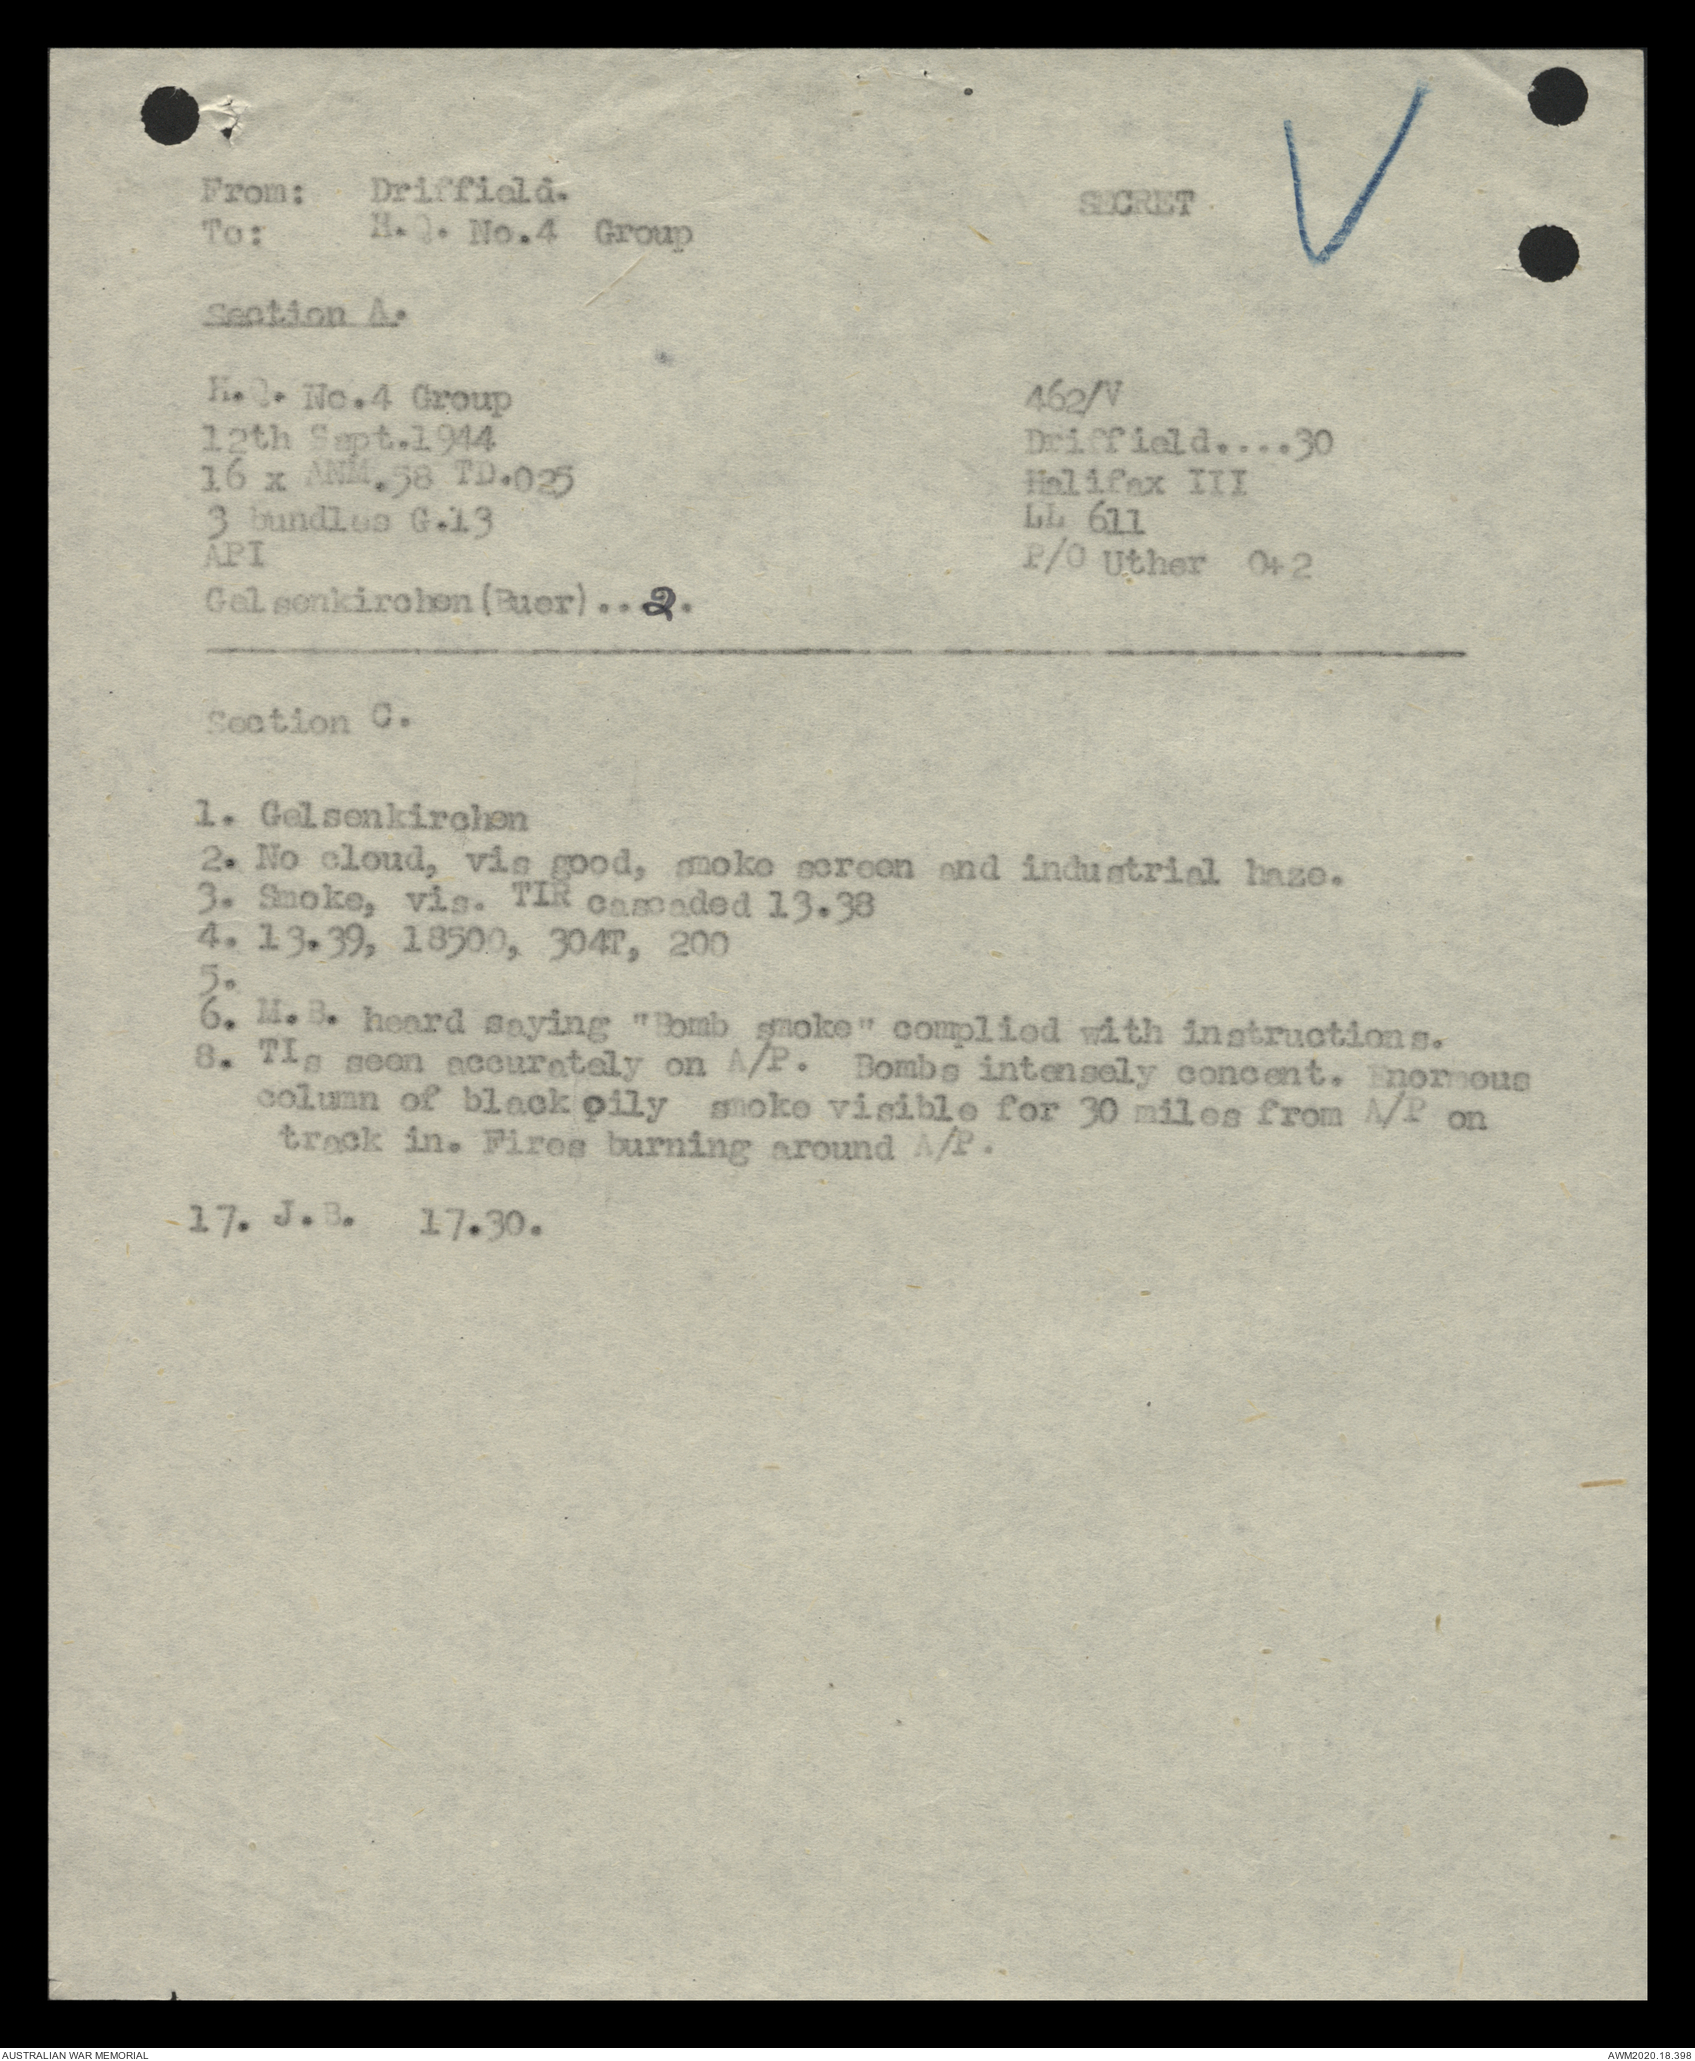 V
From: Driffield. SECRET
To: H.Q. No.4 Group
Section A.
H.Q. No.4 Group 462/V
12th Sept.1944 Driffield....30
16 x ANM.58 TD.025 Halifax III
3 bundles G.13 LL 611
API P/O Uther 0+2
Gelsenkirchen(Buer)...2.
Section C.
1. Gelsenkirchen
2. No cloud, vis good, smoke screen and industrial haze.
3. Smoke, vis. TIR cascaded 13.38
4. 13.39, 18500, 304T, 200
5.
6. M.B. heard saying "Bomb smoke" complied with instructions.
8. TIs seen accurately on A/P. Bombs intensely concent. Enormous
column of black oily smoke visible for 30 miles from A/P on
track in. Fires burning around A/P.
17. J.B. 17.30.
AUSTRALIAN WAR MEMORIAL AWM2020.18.398